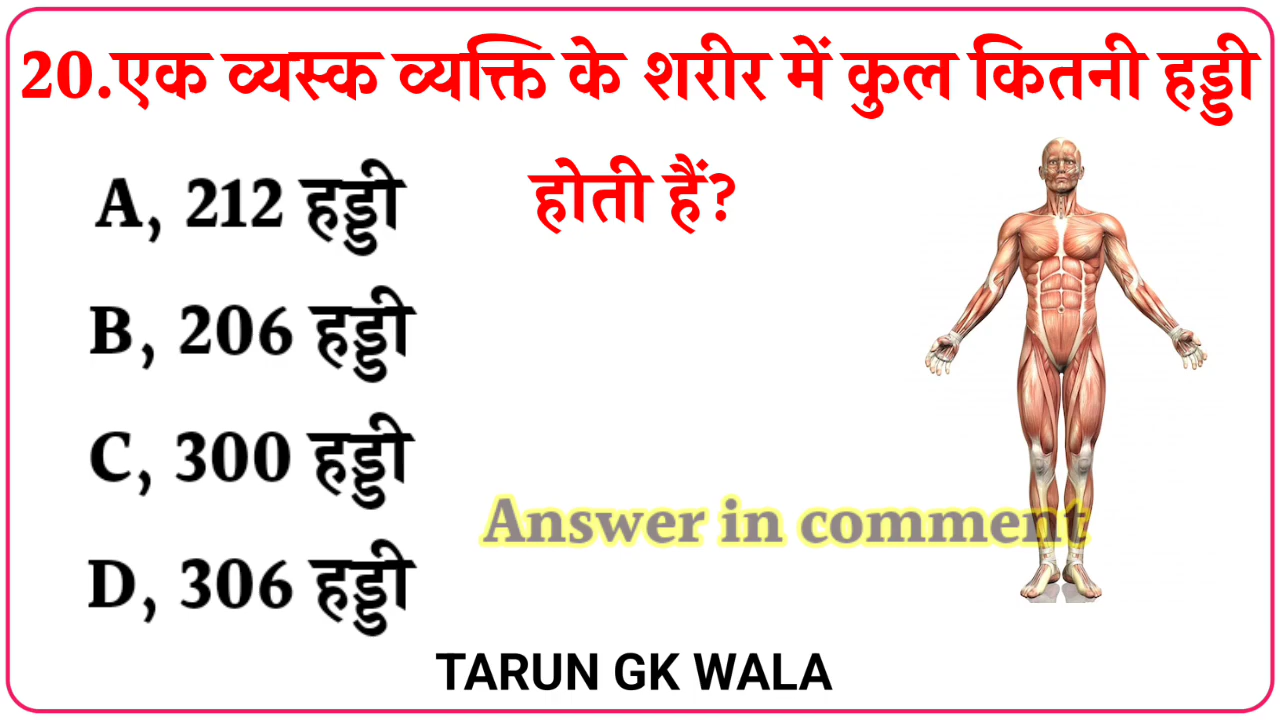 20.एक व्यस्क व्यक्ति के शरीर में कुल कितनी हड्डी
होती हैं?
A, 212 हड्डी
B, 206 हड्डी
C, 300 हड्डी
D, 306 हड्डी
Answer in comment
TARUN GK WALA